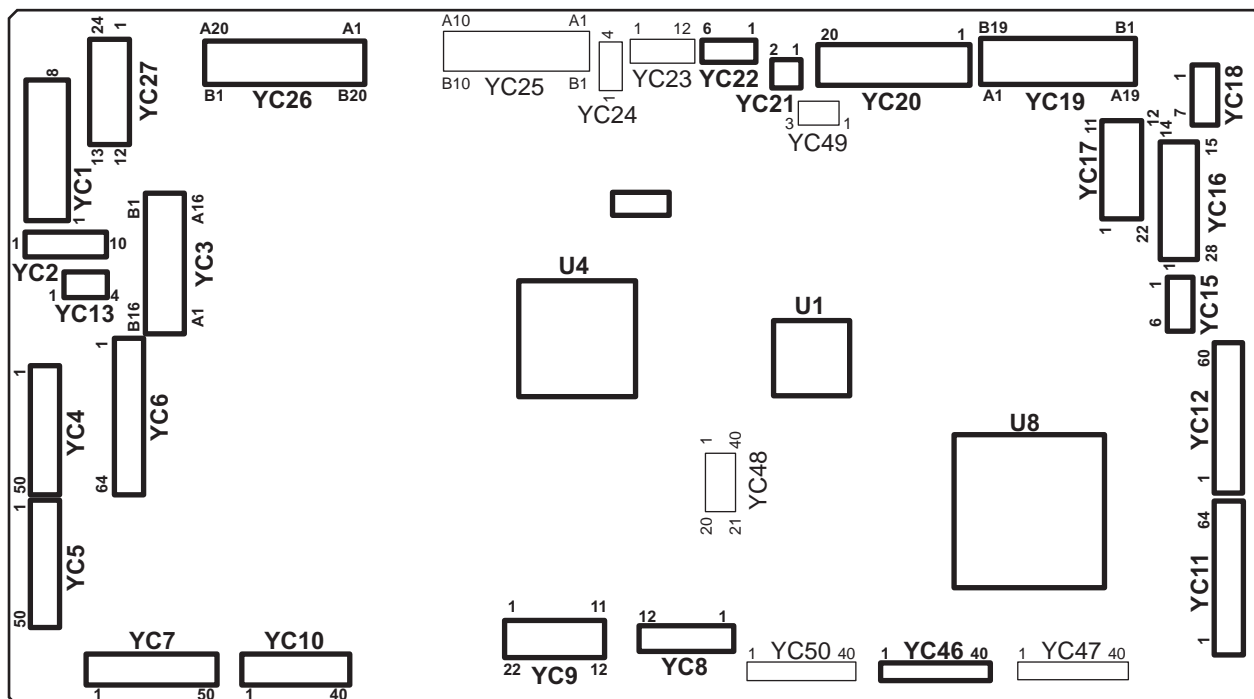 24 1
YC27
13 12
A20 A1
B1 YC26 B20
A10 A1
B10 YC25 B1
4
1
YC24
1 12
YC23
6 1
YC22
2 1
YC21
3 1
YC49
20 1
YC20
B19 B1
A1 YC19 A19
1
7
YC18
8
YC1
1
11 12
YC17
1 22
14 15
YC16
1 28
1 10
YC2
1 4
YC13
B1 A16
YC3
B16 A1
U4
U1
1
6
YC15
1
YC6
64
1
YC4
50
60
YC12
1
U8
1 40
YC48
20 21
1
YC5
50
64
YC11
1
YC7
1 50
YC10
1 40
1 11
22 YC9 12
12 1
YC8
1 YC50 40
1 YC46 40
1 YC47 40